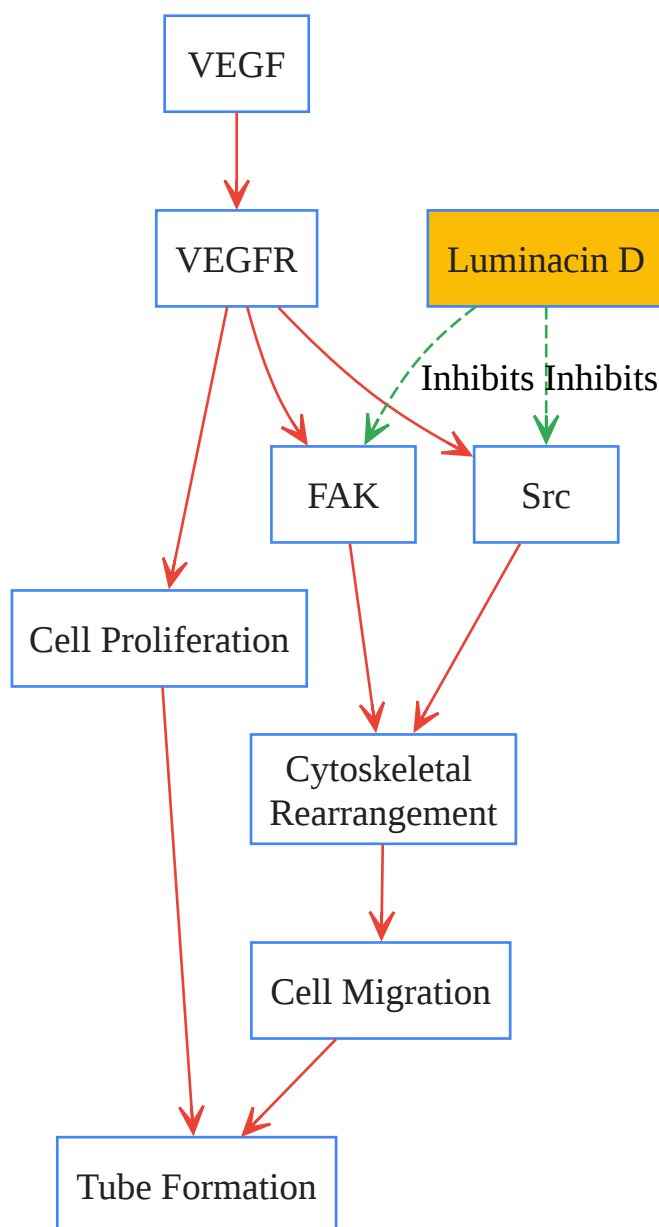 VEGF
VEGFR
Luminacin D
Inhibits
Inhibits
FAK
Src
Cell Proliferation
Cytoskeletal
Rearrangement
Cell Migration
Tube Formation